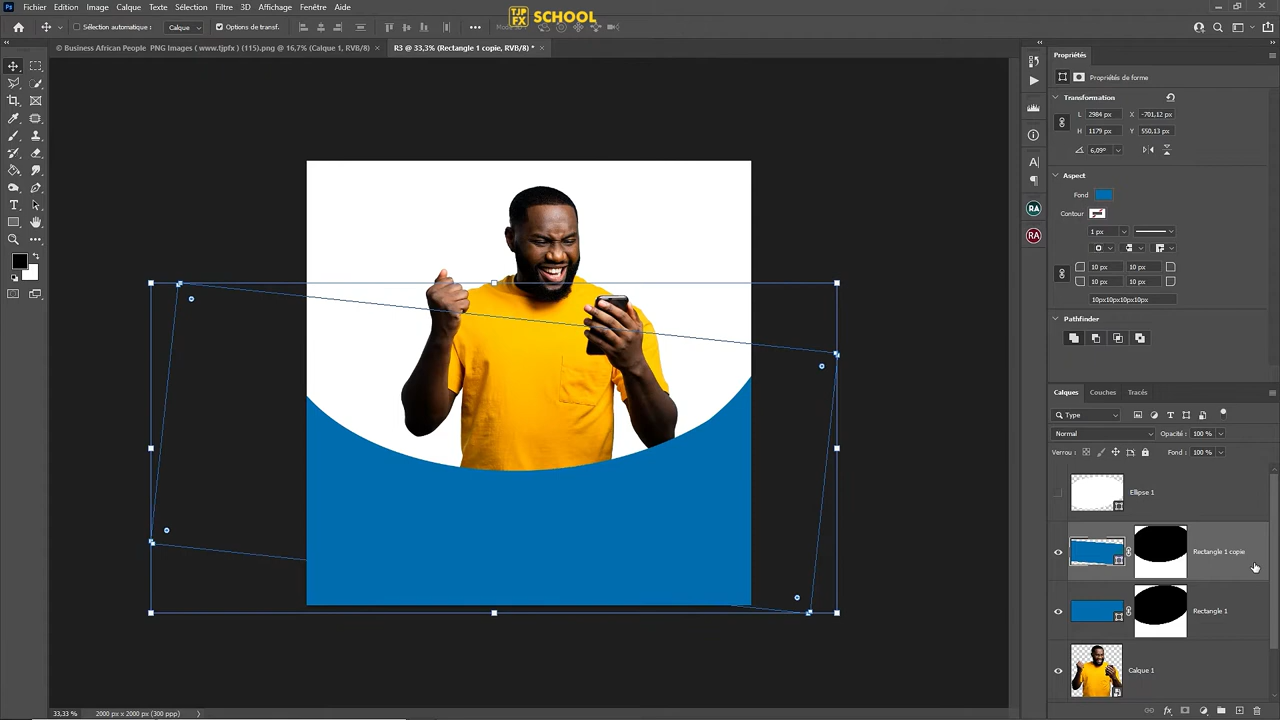 Fichier Edition Image Calque Texte Sélection Filtre 3D Affichage Fenêtre Aide
TJP FX SCHOOL
Sélection automatique : Calque Options de transf.
© Business African People PNG Images ( www.tjpfx ) (115).png @ 16,7% (Calque 1, RVB/8) × R3 @ 33,3% (Rectangle 1 copie, RVB/8) * ×
Propriétés
Propriétés de forme
Transformation
L 2984 px X -701,12 px
H 1179 px Y 550,13 px
6,09°
Aspect
Fond
Contour
1 px
10 px 10 px
10 px 10 px
10px10px10px10px
Pathfinder
Calques Couches Tracés
Type
Normal Opacité : 100 %
Verrou : Fond : 100 %
Ellipse 1
Rectangle 1 copie
Rectangle 1
Calque 1
33,33 % 2000 px x 2000 px (300 ppp)